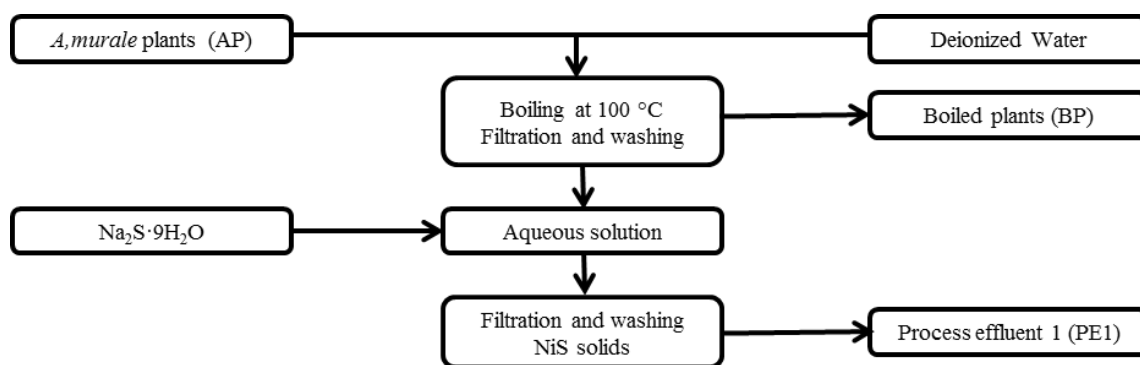 A,murale plants (AP)
Deionized Water
Boiling at 100 °C
Filtration and washing
Boiled plants (BP)
Na₂S·9H₂O
Aqueous solution
Filtration and washing
NiS solids
Process effluent 1 (PE1)